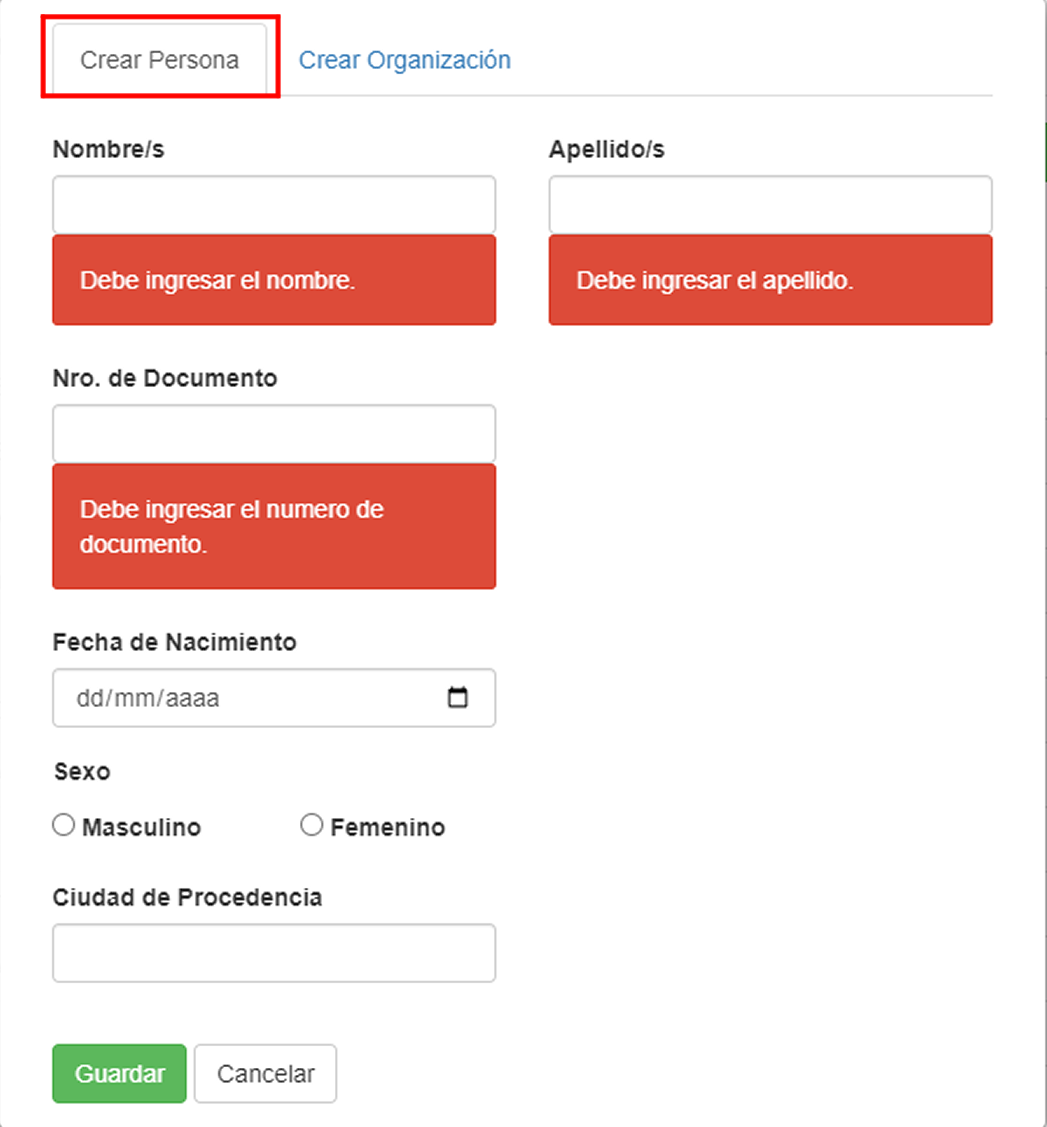 Crear Persona
Crear Organización
Nombre/s
Apellido/s
Debe ingresar el nombre.
Debe ingresar el apellido.
Nro. de Documento
Debe ingresar el numero de
documento.
Fecha de Nacimiento
dd/mm/aaaa
Sexo
Masculino
Femenino
Ciudad de Procedencia
Guardar
Cancelar